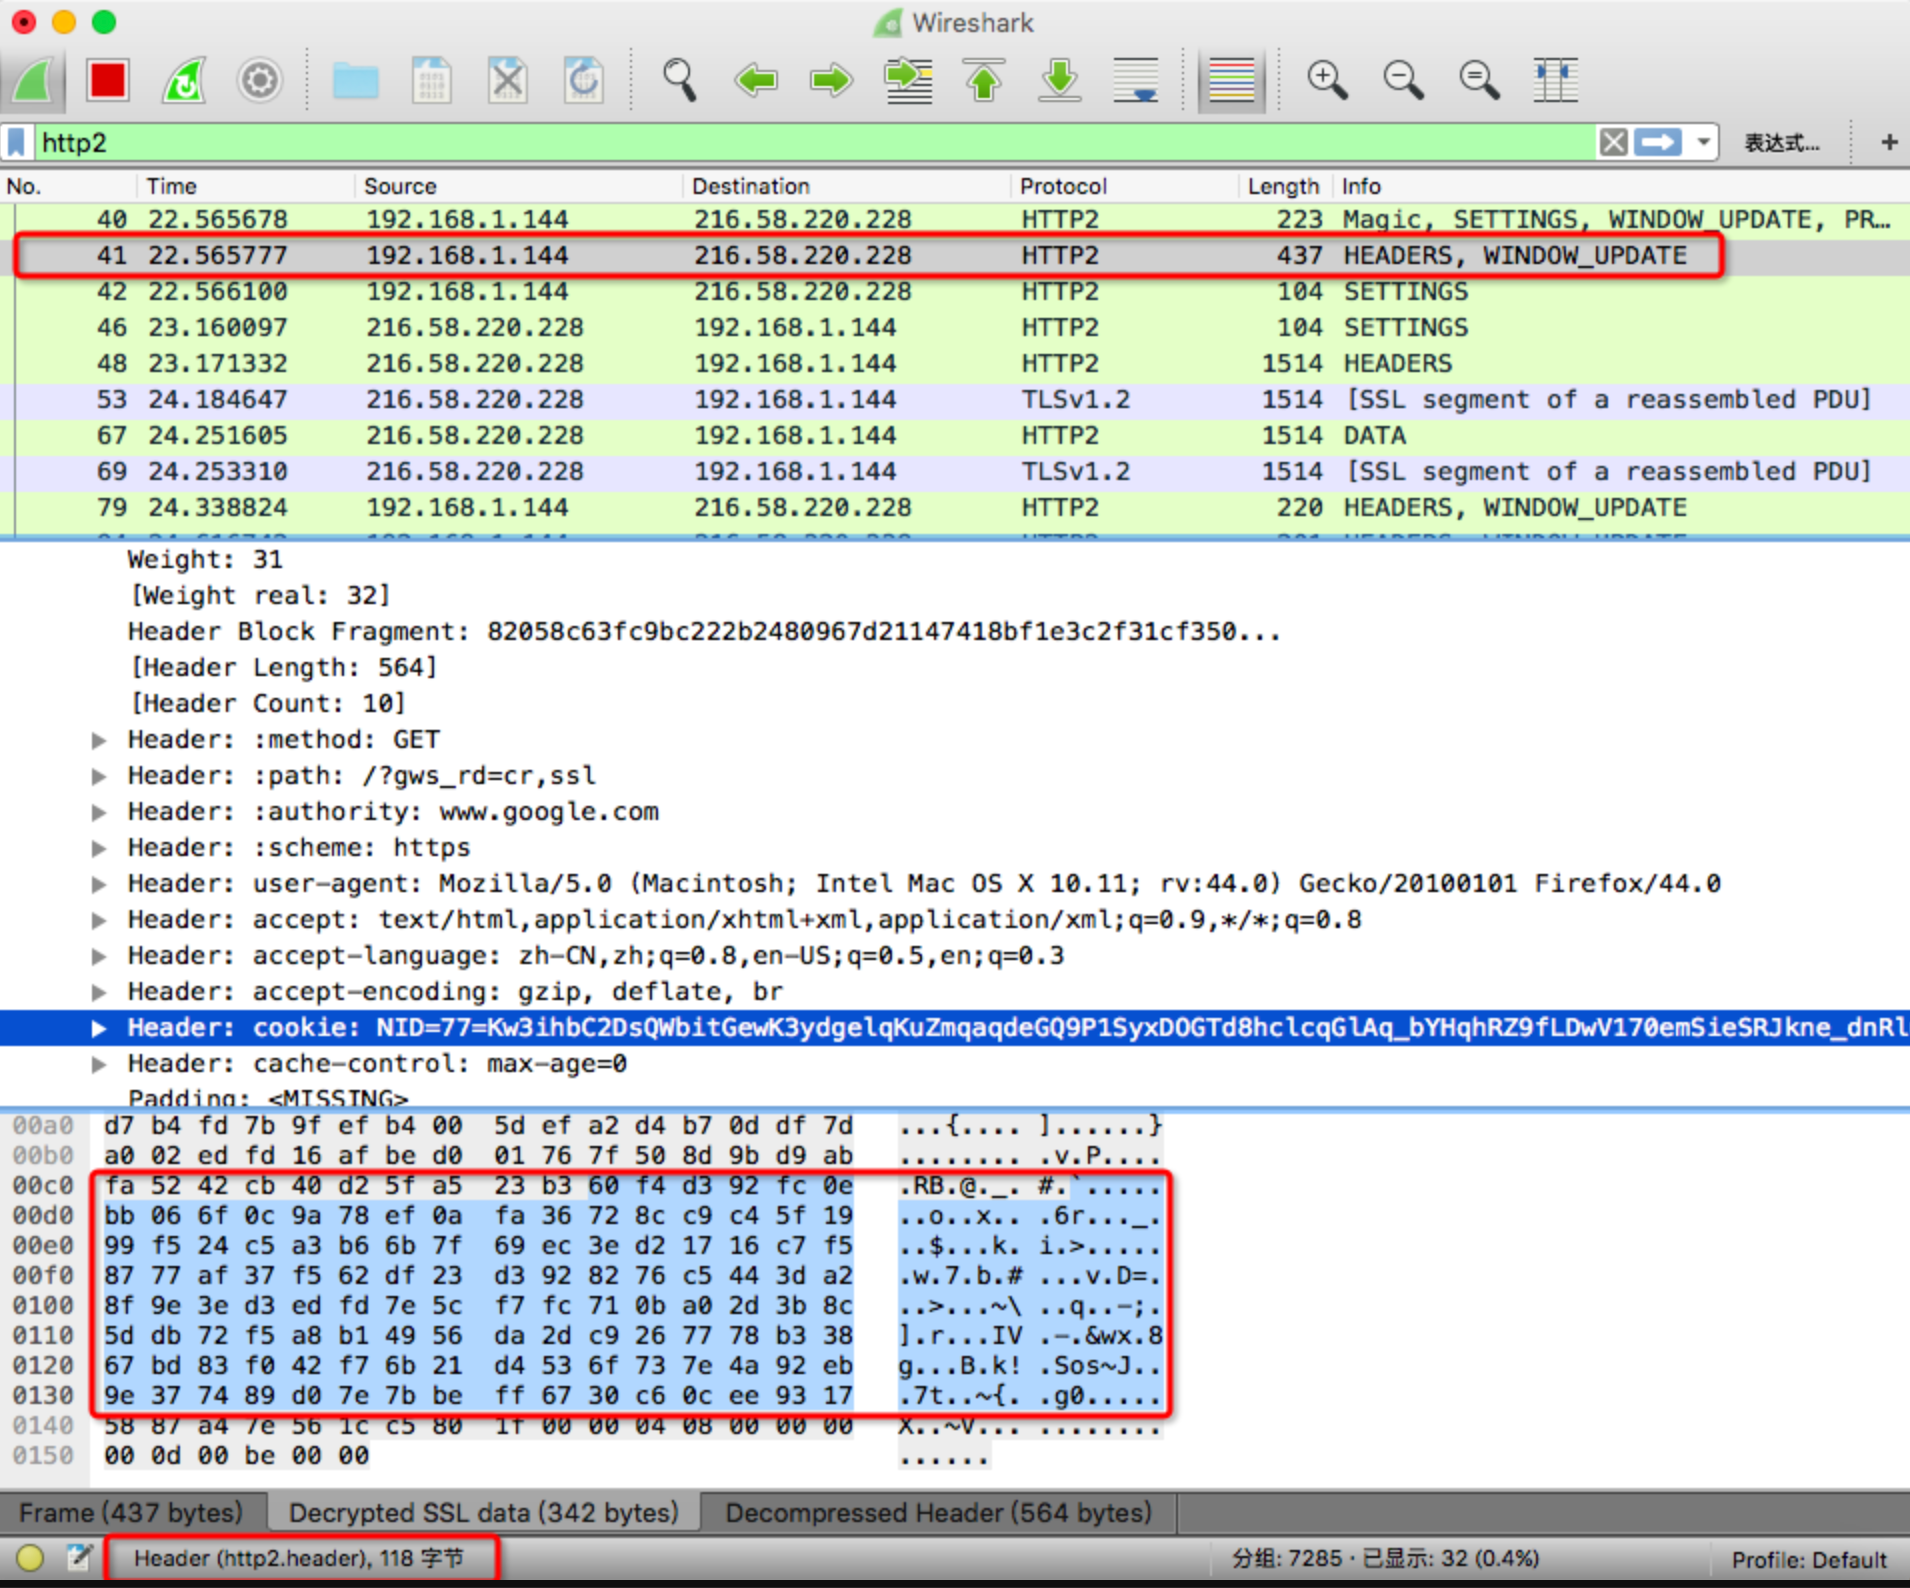 Wireshark
http2
表达式...
+
No. Time Source Destination Protocol Length Info
40 22.565678 192.168.1.144 216.58.220.228 HTTP2 223 Magic, SETTINGS, WINDOW_UPDATE, PR…
41 22.565777 192.168.1.144 216.58.220.228 HTTP2 437 HEADERS, WINDOW_UPDATE
42 22.566100 192.168.1.144 216.58.220.228 HTTP2 104 SETTINGS
46 23.160097 216.58.220.228 192.168.1.144 HTTP2 104 SETTINGS
48 23.171332 216.58.220.228 192.168.1.144 HTTP2 1514 HEADERS
53 24.184647 216.58.220.228 192.168.1.144 TLSv1.2 1514 [SSL segment of a reassembled PDU]
67 24.251605 216.58.220.228 192.168.1.144 HTTP2 1514 DATA
69 24.253310 216.58.220.228 192.168.1.144 TLSv1.2 1514 [SSL segment of a reassembled PDU]
79 24.338824 192.168.1.144 216.58.220.228 HTTP2 220 HEADERS, WINDOW_UPDATE
Weight: 31
[Weight real: 32]
Header Block Fragment: 82058c63fc9bc222b2480967d21147418bf1e3c2f31cf350...
[Header Length: 564]
[Header Count: 10]
Header: :method: GET
Header: :path: /?gws_rd=cr,ssl
Header: :authority: www.google.com
Header: :scheme: https
Header: user-agent: Mozilla/5.0 (Macintosh; Intel Mac OS X 10.11; rv:44.0) Gecko/20100101 Firefox/44.0
Header: accept: text/html,application/xhtml+xml,application/xml;q=0.9,*/*;q=0.8
Header: accept-language: zh-CN,zh;q=0.8,en-US;q=0.5,en;q=0.3
Header: accept-encoding: gzip, deflate, br
Header: cookie: NID=77=Kw3ihbC2DsQWbitGewK3ydgelqKuZmqaqdeGQ9P1SyxDOGTd8hclcqGlAq_bYHqhRZ9fLDwV170emSieSRJkne_dnRl
Header: cache-control: max-age=0
Padding: <MISSING>
00a0 d7 b4 fd 7b 9f ef b4 00 5d ef a2 d4 b7 0d df 7d ...{.... ]......}
00b0 a0 02 ed fd 16 af be d0 01 76 7f 50 8d 9b d9 ab ........ .v.P....
00c0 fa 52 42 cb 40 d2 5f a5 23 b3 60 f4 d3 92 fc 0e .RB.@._. #.`.....
00d0 bb 06 6f 0c 9a 78 ef 0a fa 36 72 8c c9 c4 5f 19 ..o..x.. .6r..._.
00e0 99 f5 24 c5 a3 b6 6b 7f 69 ec 3e d2 17 16 c7 f5 ..$...k. i.>.....
00f0 87 77 af 37 f5 62 df 23 d3 92 82 76 c5 44 3d a2 .w.7.b.# ...v.D=.
0100 8f 9e 3e d3 ed fd 7e 5c f7 fc 71 0b a0 2d 3b 8c ..>...~\ ..q..-;.
0110 5d db 72 f5 a8 b1 49 56 da 2d c9 26 77 78 b3 38 ].r...IV .-.&wx.8
0120 67 bd 83 f0 42 f7 6b 21 d4 53 6f 73 7e 4a 92 eb g...B.k! .Sos~J..
0130 9e 37 74 89 d0 7e 7b be ff 67 30 c6 0c ee 93 17 .7t..~{. .g0.....
0140 58 87 a4 7e 56 1c c5 80 1f 00 00 04 08 00 00 00 X..~V... ........
0150 00 0d 00 be 00 00 ......
Frame (437 bytes) Decrypted SSL data (342 bytes) Decompressed Header (564 bytes)
Header (http2.header), 118 字节 分组: 7285 · 已显示: 32 (0.4%) Profile: Default